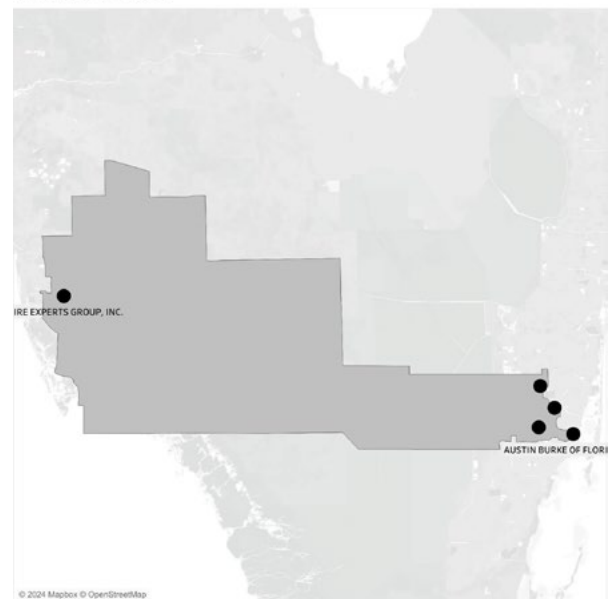 IRE EXPERTS GROUP, INC.
AUSTIN BURKE OF FLORI
© 2024 Mapbox © OpenStreetMap